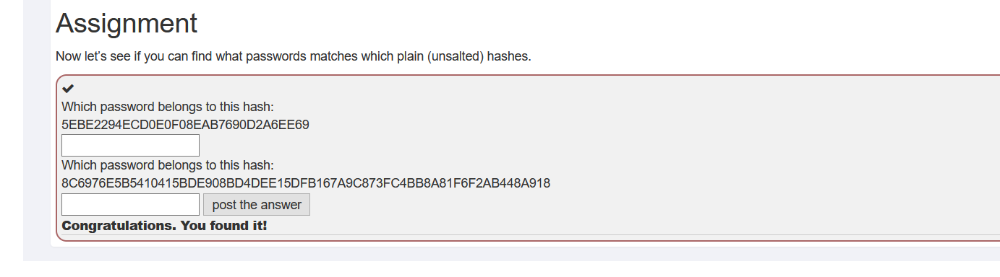 Assignment
Now let’s see if you can find what passwords matches which plain (unsalted) hashes.
Which password belongs to this hash:
5EBE2294ECD0E0F08EAB7690D2A6EE69
Which password belongs to this hash:
8C6976E5B5410415BDE908BD4DEE15DFB167A9C873FC4BB8A81F6F2AB448A918
post the answer
Congratulations. You found it!